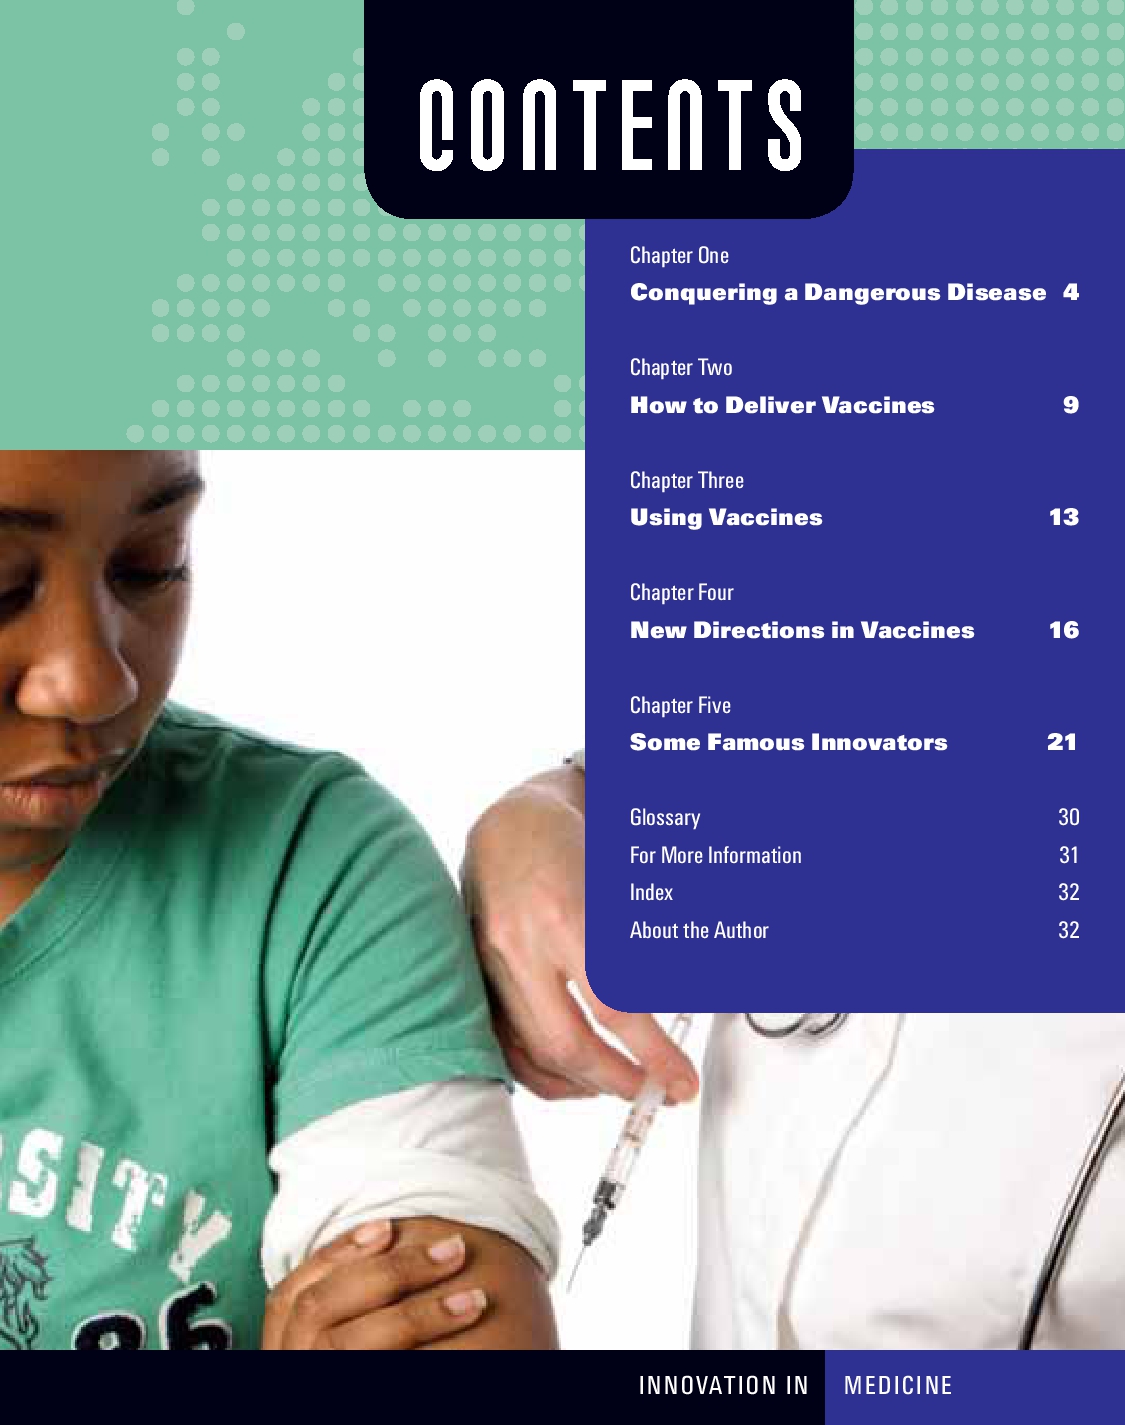 CONTENTS
Chapter One
Conquering a Dangerous Disease 4
Chapter Two
How to Deliver Vaccines 9
Chapter Three
Using Vaccines 13
Chapter Four
New Directions in Vaccines 16
Chapter Five
Some Famous Innovators 21
Glossary 30
For More Information 31
Index 32
About the Author 32
SITY
86
INNOVATION IN MEDICINE